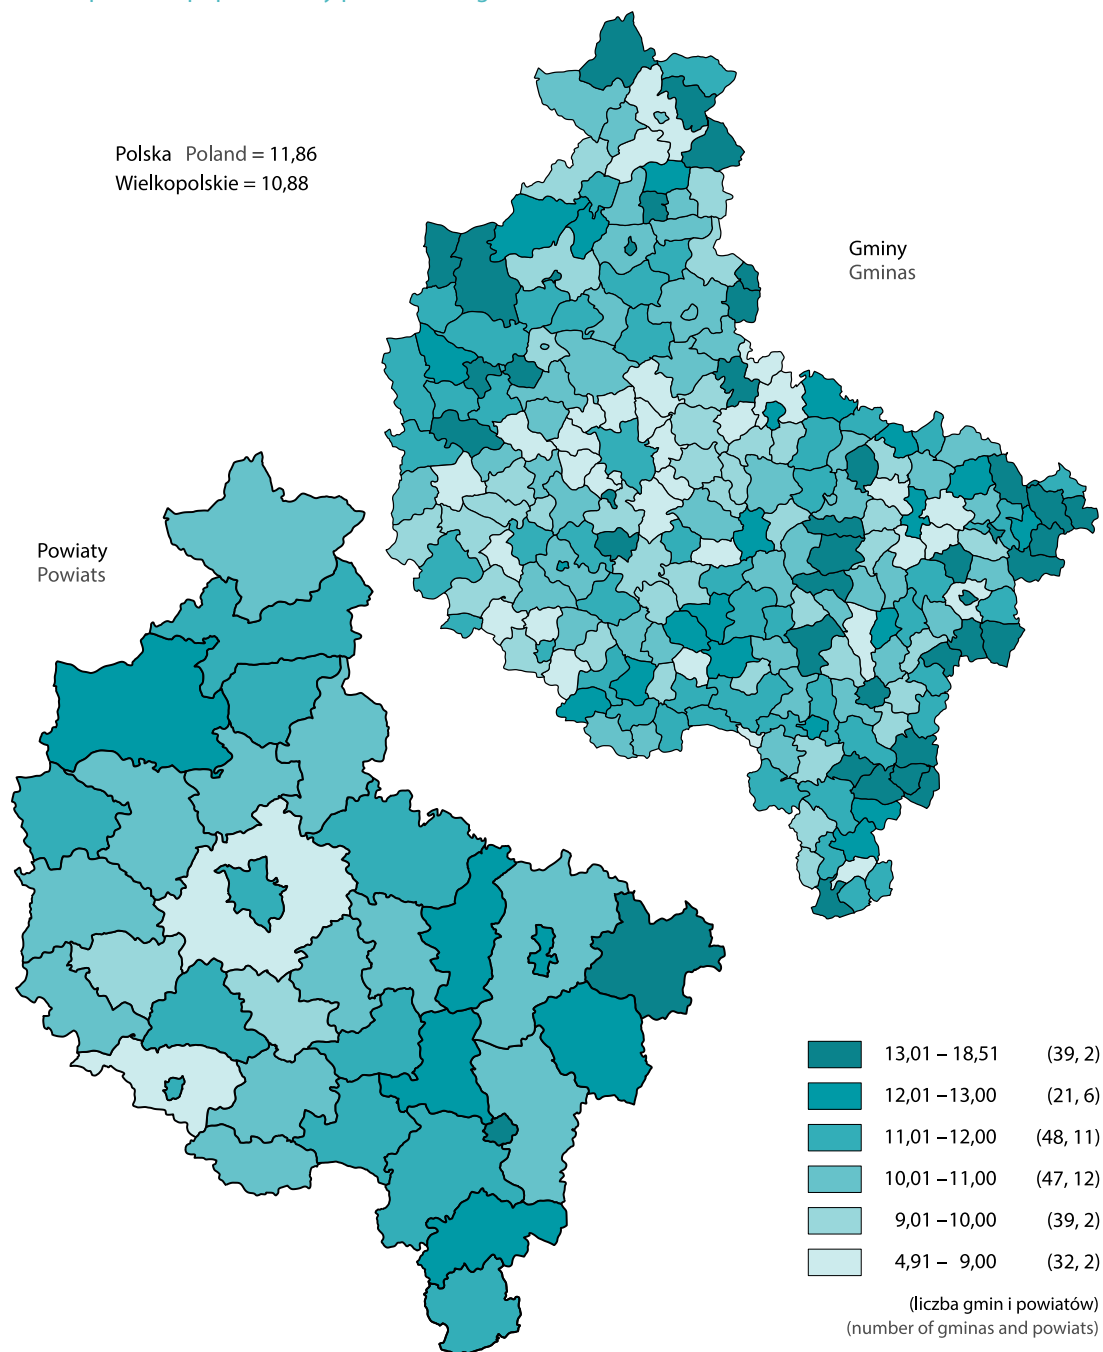 Polska Poland = 11,86
Wielkopolskie = 10,88
Gminy
Gminas
Powiaty
Powiats
13,01 – 18,51 (39, 2)
12,01 –13,00 (21, 6)
11,01 –12,00 (48, 11)
10,01 –11,00 (47, 12)
9,01 –10,00 (39, 2)
4,91 – 9,00 (32, 2)
(liczba gmin i powiatów)
(number of gminas and powiats)